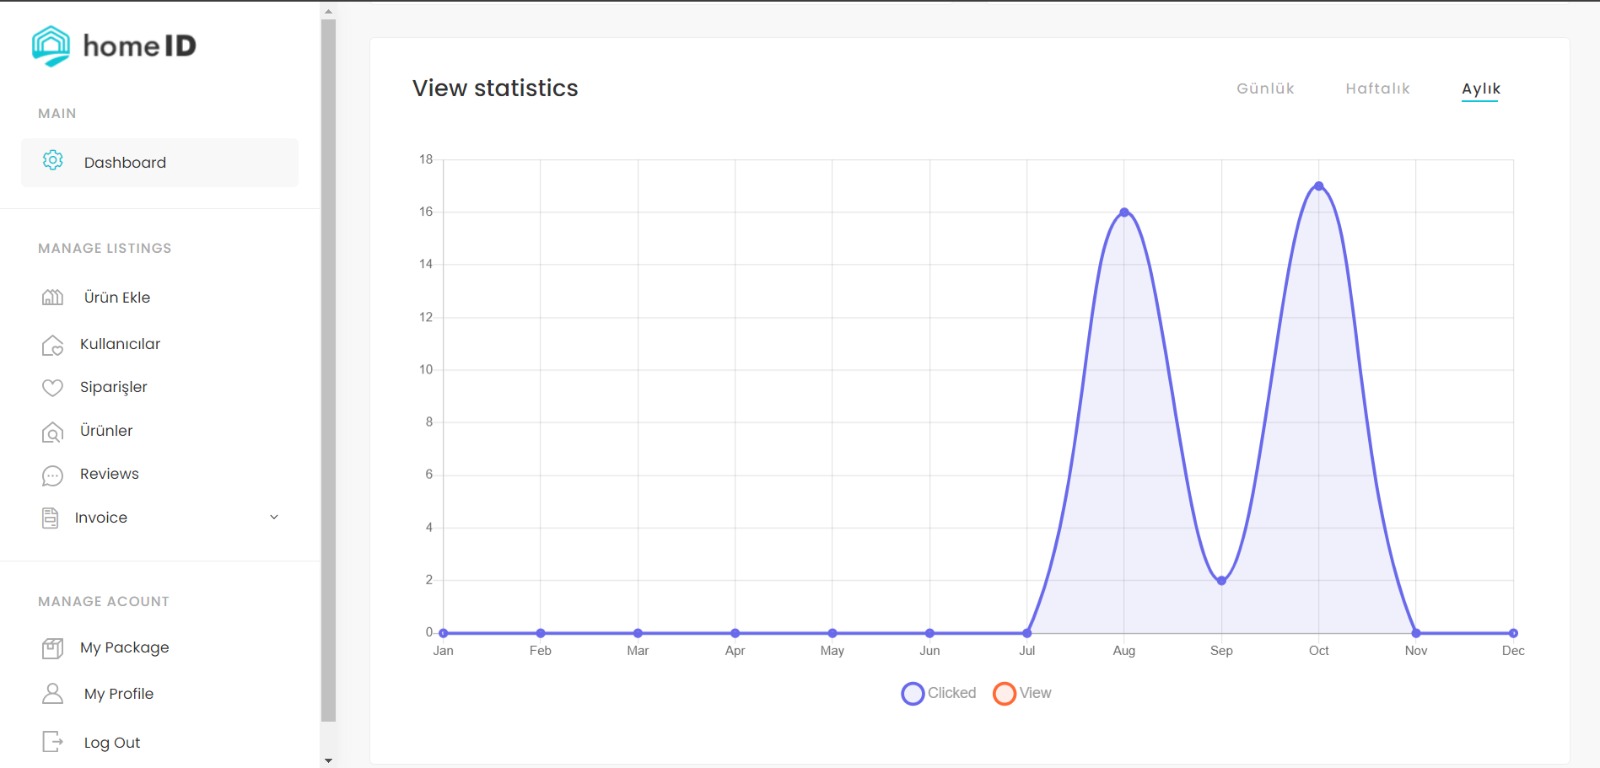 homeID
MAIN
Dashboard
MANAGE LISTINGS
Ürün Ekle
Kullanıcılar
Siparişler
Ürünler
Reviews
Invoice
MANAGE ACOUNT
My Package
My Profile
Log Out
View statistics
Günlük Haftalık Aylık
18
16
14
12
10
8
6
4
2
0
Jan Feb Mar Apr May Jun Jul Aug Sep Oct Nov Dec
Clicked View